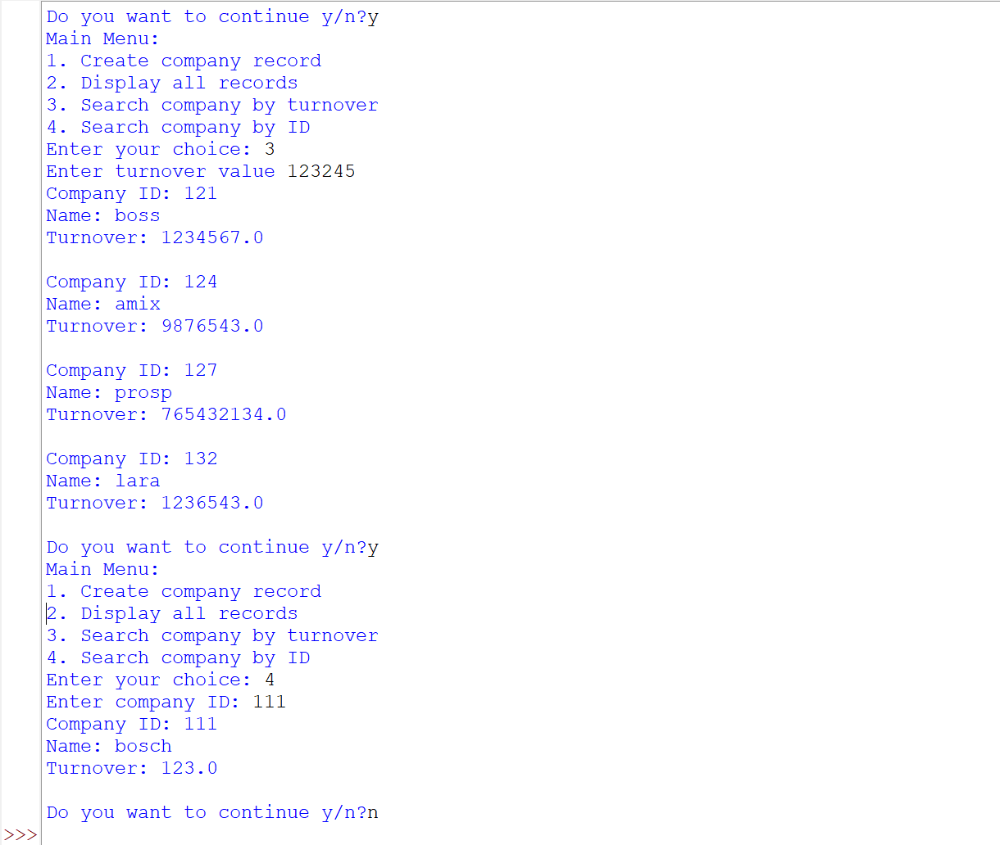 Do you want to continue y/n?y
Main Menu:
1. Create company record
2. Display all records
3. Search company by turnover
4. Search company by ID
Enter your choice: 3
Enter turnover value 123245
Company ID: 121
Name: boss
Turnover: 1234567.0
Company ID: 124
Name: amix
Turnover: 9876543.0
Company ID: 127
Name: prosp
Turnover: 765432134.0
Company ID: 132
Name: lara
Turnover: 1236543.0
Do you want to continue y/n?y
Main Menu:
1. Create company record
2. Display all records
3. Search company by turnover
4. Search company by ID
Enter your choice: 4
Enter company ID: 111
Company ID: 111
Name: bosch
Turnover: 123.0
Do you want to continue y/n?n
>>>